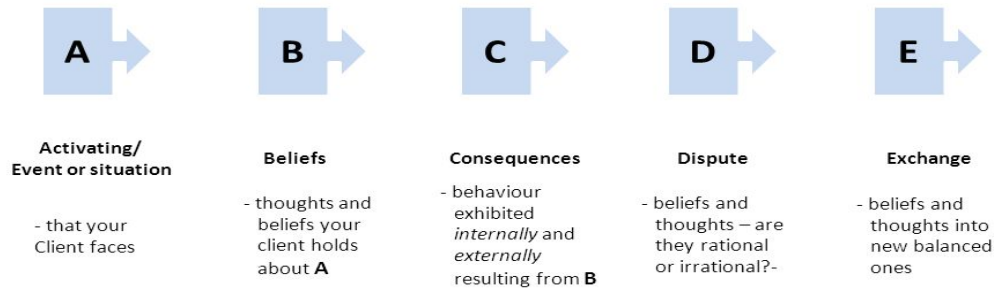 A
B
C
D
E
Activating/
Event or situation
- that your
Client faces
Beliefs
- thoughts and
beliefs your
client holds
about A
Consequences
- behaviour
exhibited
internally and
externally
resulting from B
Dispute
- beliefs and
thoughts – are
they rational
or irrational?-
Exchange
- beliefs and
thoughts into
new balanced
ones